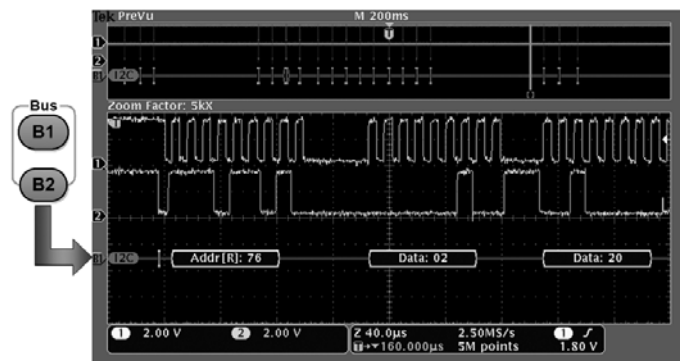 Tek PreVu
M 200ms
T
1
2
B1 I2C
Zoom Factor: 5kX
Bus
B1
B2
T
1
2
B1 I2C
Addr[R]: 76
Data: 02
Data: 20
1 2.00 V
2 2.00 V
Z 40.0µs
160.000µs
2.50MS/s
5M points
1
1.80 V